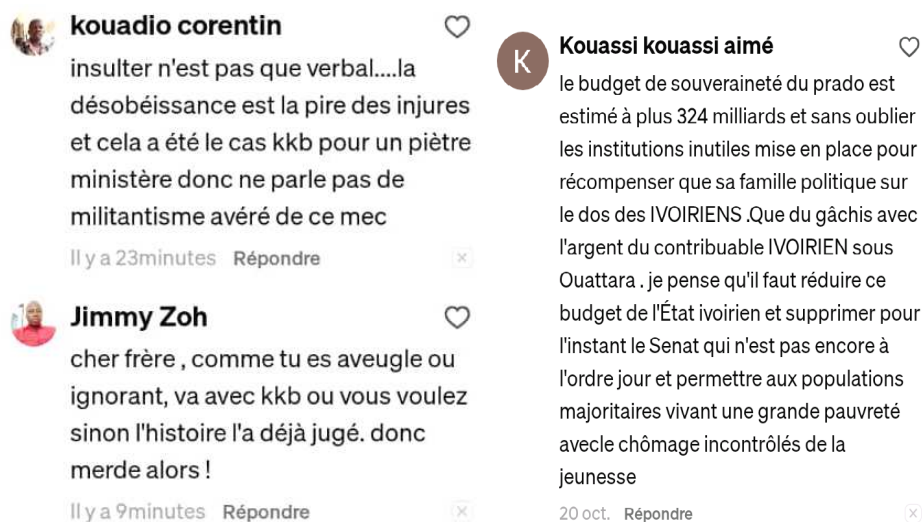 kouadio corentin
insulter n'est pas que verbal....la
désobéissance est la pire des injures
et cela a été le cas kkb pour un piètre
ministère donc ne parle pas de
militantisme avéré de ce mec
Il y a 23minutes Répondre
Jimmy Zoh
cher frère , comme tu es aveugle ou
ignorant, va avec kkb ou vous voulez
sinon l'histoire l'a déjà jugé. donc
merde alors !
Il y a 9minutes Répondre
K
Kouassi kouassi aimé
le budget de souveraineté du prado est
estimé à plus 324 milliards et sans oublier
les institutions inutiles mise en place pour
récompenser que sa famille politique sur
le dos des IVOIRIENS .Que du gâchis avec
l'argent du contribuable IVOIRIEN sous
Ouattara . je pense qu'il faut réduire ce
budget de l'État ivoirien et supprimer pour
l'instant le Senat qui n'est pas encore à
l'ordre jour et permettre aux populations
majoritaires vivant une grande pauvreté
avecle chômage incontrôlés de la
jeunesse
20 oct. Répondre